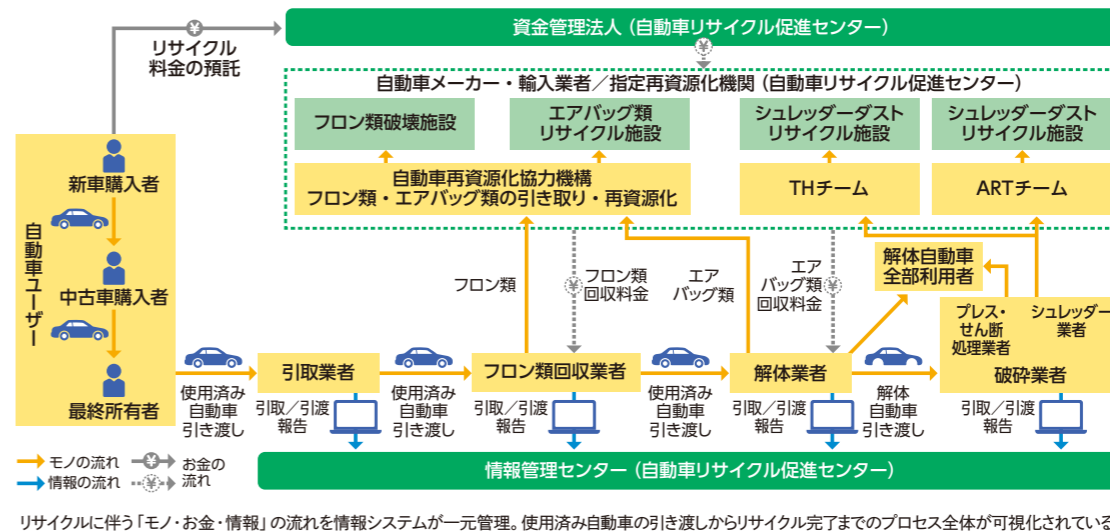 資金管理法人（自動車リサイクル促進センター）
¥
リサイクル
料金の預託
¥
自動車メーカー・輸入業者／指定再資源化機関（自動車リサイクル促進センター）
フロン類破壊施設
エアバッグ類
リサイクル施設
シュレッダーダスト
リサイクル施設
シュレッダーダスト
リサイクル施設
自動車再資源化協力機構
フロン類・エアバッグ類の引き取り・再資源化
THチーム
ARTチーム
自動車ユーザー
新車購入者
中古車購入者
最終所有者
フロン類
¥
フロン類
回収料金
エア
バッグ類
エア
バッグ類
回収料金
¥
解体自動車
全部利用者
プレス・
せん断
処理業者
シュレッダー
業者
破砕業者
引取業者
フロン類回収業者
解体業者
使用済み
自動車
引き渡し
引取／引渡
報告
使用済み
自動車
引き渡し
引取／引渡
報告
使用済み
自動車
引き渡し
引取／引渡
報告
解体
自動車
引き渡し
引取／引渡
報告
モノの流れ
情報の流れ
¥
¥
お金の
流れ
情報管理センター（自動車リサイクル促進センター）
リサイクルに伴う「モノ・お金・情報」の流れを情報システムが一元管理。使用済み自動車の引き渡しからリサイクル完了までのプロセス全体が可視化されている